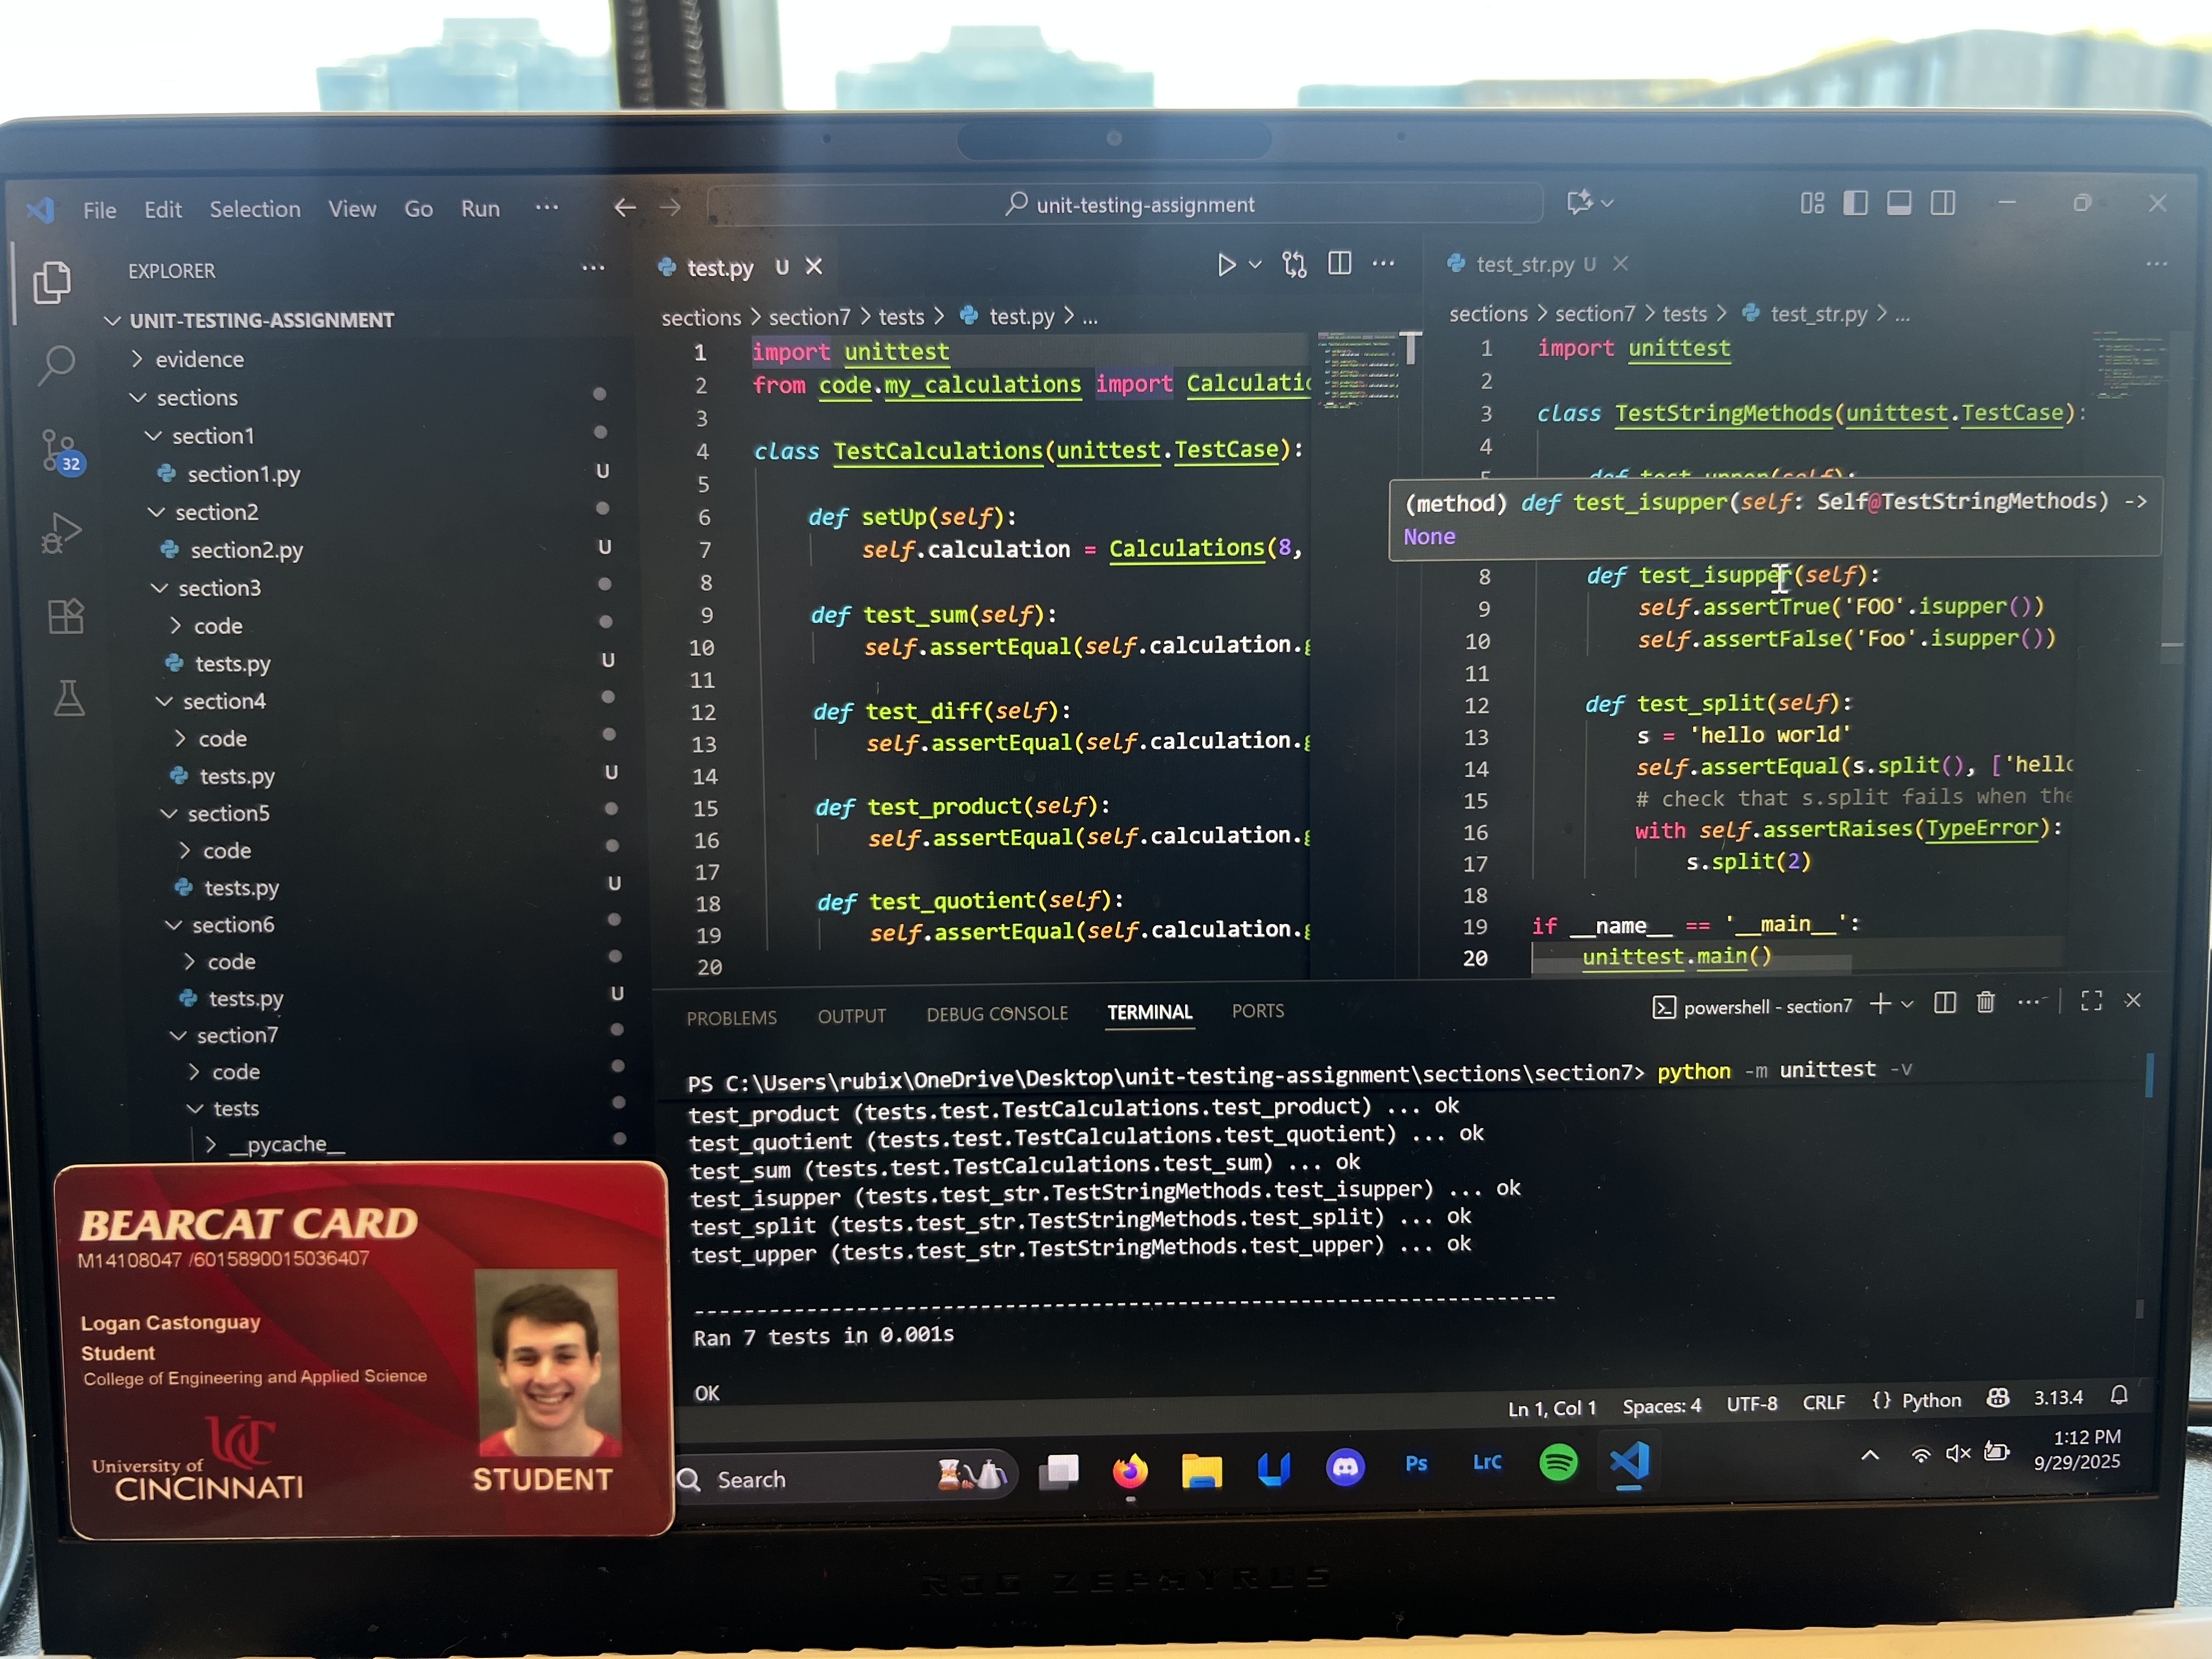 File Edit Selection View Go Run ...
unit-testing-assignment
EXPLORER
UNIT-TESTING-ASSIGNMENT
evidence
sections
section1
section1.py U
section2
section2.py U
section3
code
tests.py U
section4
code
tests.py U
section5
code
tests.py U
section6
code
tests.py U
section7
code
tests
__pycache__
32
test.py U
sections > section7 > tests > test.py > ...
1 import unittest
2 from code.my_calculations import Calculatic
3
4 class TestCalculations(unittest.TestCase):
5
6 def setUp(self):
7 self.calculation = Calculations(8,
8
9 def test_sum(self):
10 self.assertEqual(self.calculation.g
11
12 def test_diff(self):
13 self.assertEqual(self.calculation.g
14
15 def test_product(self):
16 self.assertEqual(self.calculation.g
17
18 def test_quotient(self):
19 self.assertEqual(self.calculation.g
20
test_str.py U
sections > section7 > tests > test_str.py > ...
1 import unittest
2
3 class TestStringMethods(unittest.TestCase):
4
5 def test_upper(self):
(method) def test_isupper(self: Self@TestStringMethods) ->
None
8 def test_isupper(self):
9 self.assertTrue('FOO'.isupper())
10 self.assertFalse('Foo'.isupper())
11
12 def test_split(self):
13 s = 'hello world'
14 self.assertEqual(s.split(), ['hello
15 # check that s.split fails when the
16 with self.assertRaises(TypeError):
17 s.split(2)
18
19 if __name__ == '__main__':
20 unittest.main()
PROBLEMS OUTPUT DEBUG CONSOLE TERMINAL PORTS
powershell - section7
PS C:\Users\rubix\OneDrive\Desktop\unit-testing-assignment\sections\section7> python -m unittest -v
test_product (tests.test.TestCalculations.test_product) ... ok
test_quotient (tests.test.TestCalculations.test_quotient) ... ok
test_sum (tests.test.TestCalculations.test_sum) ... ok
test_isupper (tests.test_str.TestStringMethods.test_isupper) ... ok
test_split (tests.test_str.TestStringMethods.test_split) ... ok
test_upper (tests.test_str.TestStringMethods.test_upper) ... ok
----------------------------------------------------------------------
Ran 7 tests in 0.001s
OK
Ln 1, Col 1 Spaces: 4 UTF-8 CRLF {} Python 3.13.4
Search
Ps
LrC
1:12 PM
9/29/2025
BEARCAT CARD
M14108047 /6015890015036407
Logan Castonguay
Student
College of Engineering and Applied Science
UC
University of
CINCINNATI
STUDENT
ROG ZEPHYRUS